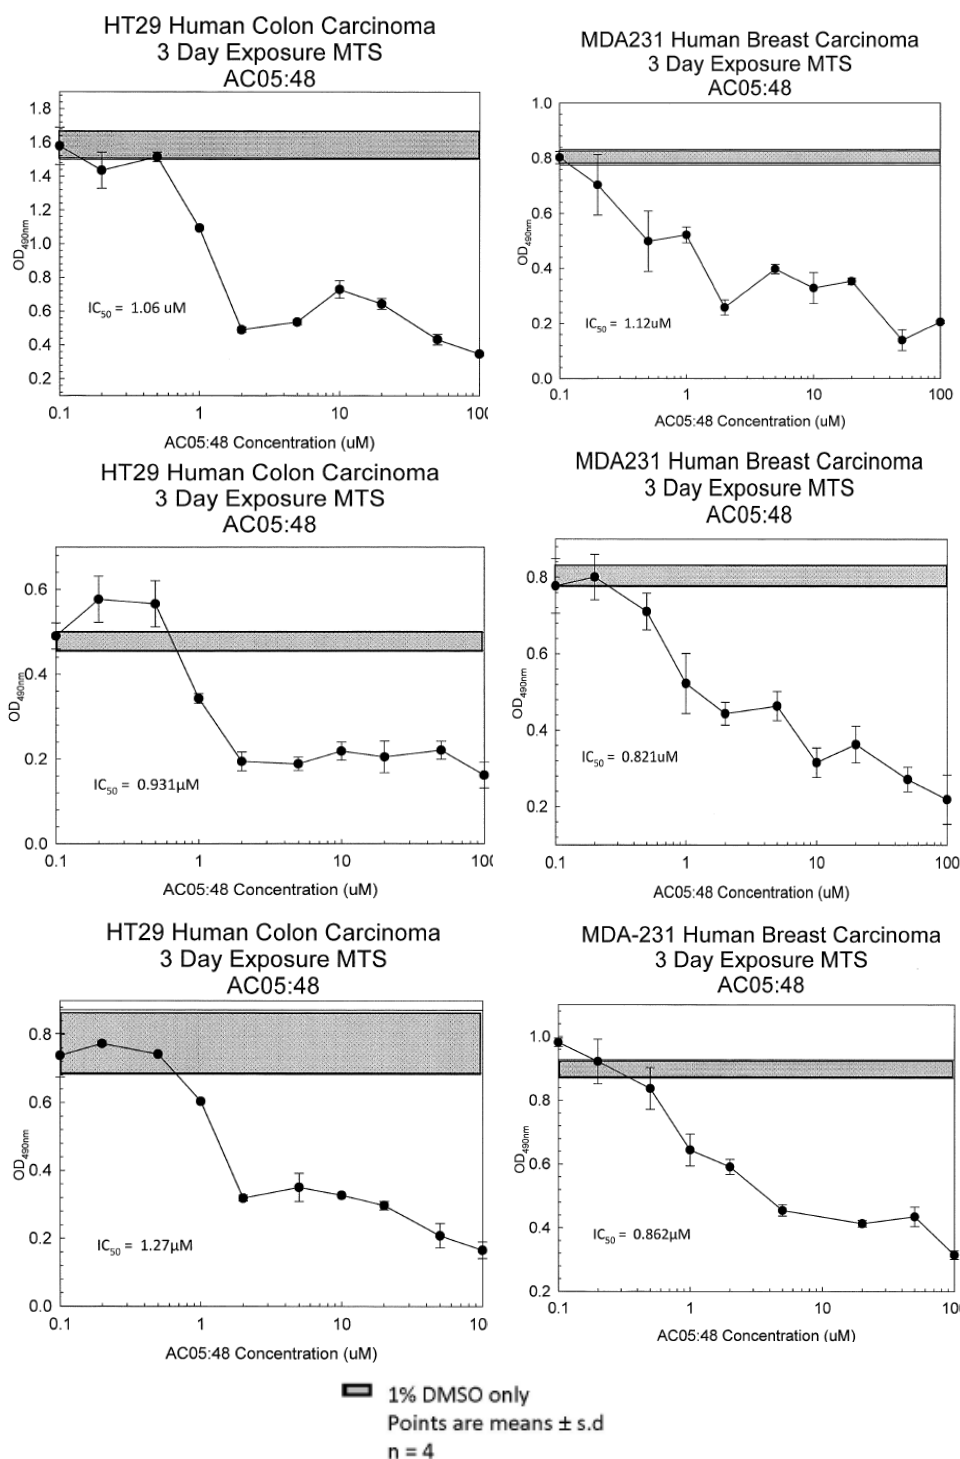 HT29 Human Colon Carcinoma
3 Day Exposure MTS
AC05:48
1.8
1.6
1.4
1.2
1.0
0.8
0.6
0.4
0.2
OD490nm
IC50 = 1.06 uM
0.1 1 10 100
AC05:48 Concentration (uM)
MDA231 Human Breast Carcinoma
3 Day Exposure MTS
AC05:48
1.0
0.8
0.6
0.4
0.2
0.0
OD490nm
IC50 = 1.12uM
0.1 1 10 100
AC05:48 Concentration (uM)
HT29 Human Colon Carcinoma
3 Day Exposure MTS
AC05:48
0.6
0.4
0.2
0.0
OD490nm
IC50 = 0.931µM
0.1 1 10 100
AC05:48 Concentration (uM)
MDA231 Human Breast Carcinoma
3 Day Exposure MTS
AC05:48
0.8
0.6
0.4
0.2
OD490nm
IC50 = 0.821uM
0.1 1 10 100
AC05:48 Concentration (uM)
HT29 Human Colon Carcinoma
3 Day Exposure MTS
AC05:48
0.8
0.6
0.4
0.2
0.0
OD490nm
IC50 = 1.27µM
0.1 1 10 10
AC05:48 Concentration (uM)
MDA-231 Human Breast Carcinoma
3 Day Exposure MTS
AC05:48
1.0
0.8
0.6
0.4
0.2
OD490nm
IC50 = 0.862µM
0.1 1 10 100
AC05:48 Concentration (uM)
1% DMSO only
Points are means ± s.d
n = 4